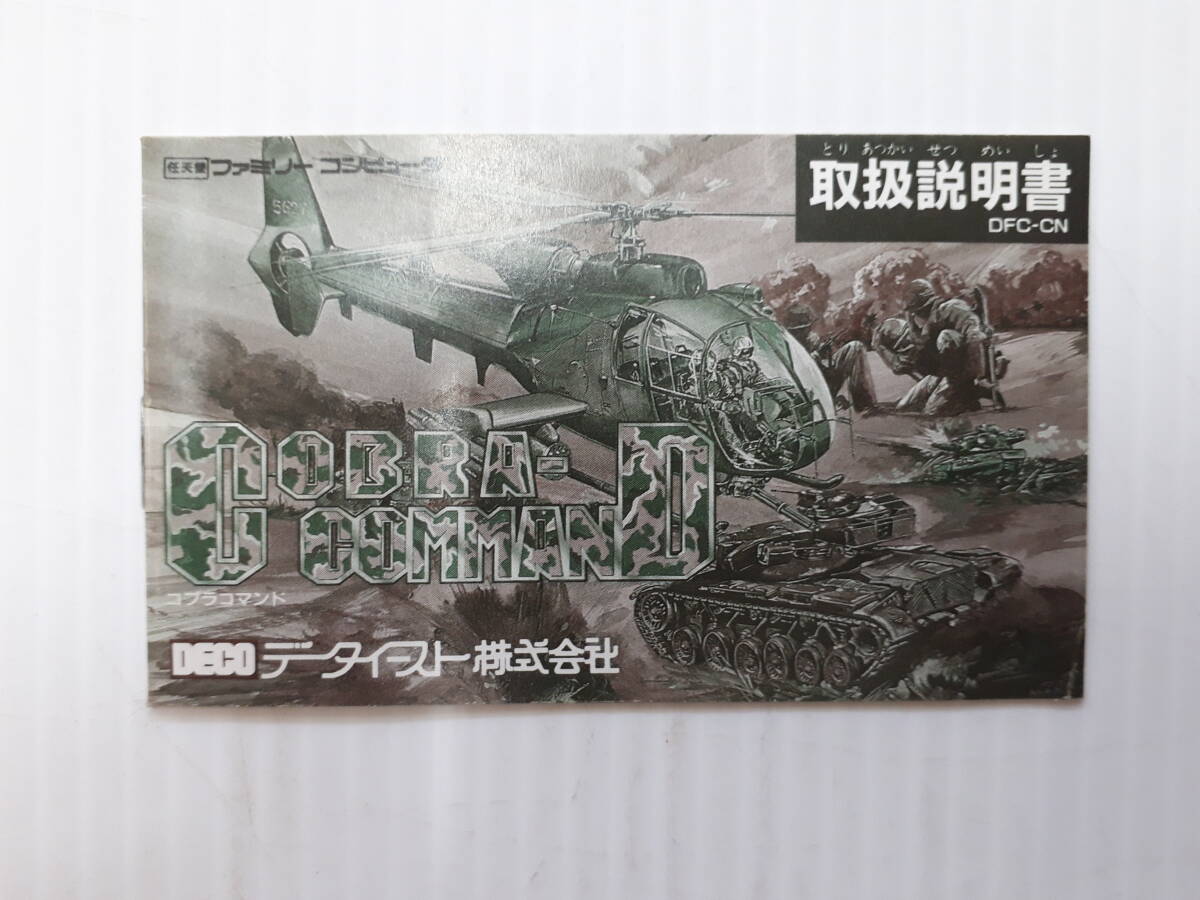 任天堂 ファミリーコンピュータ
とり あつかい せつ めい しょ
取扱説明書
DFC-CN
5627
COBRA-
COMMAND
コブラコマンド
DECO データイースト株式会社